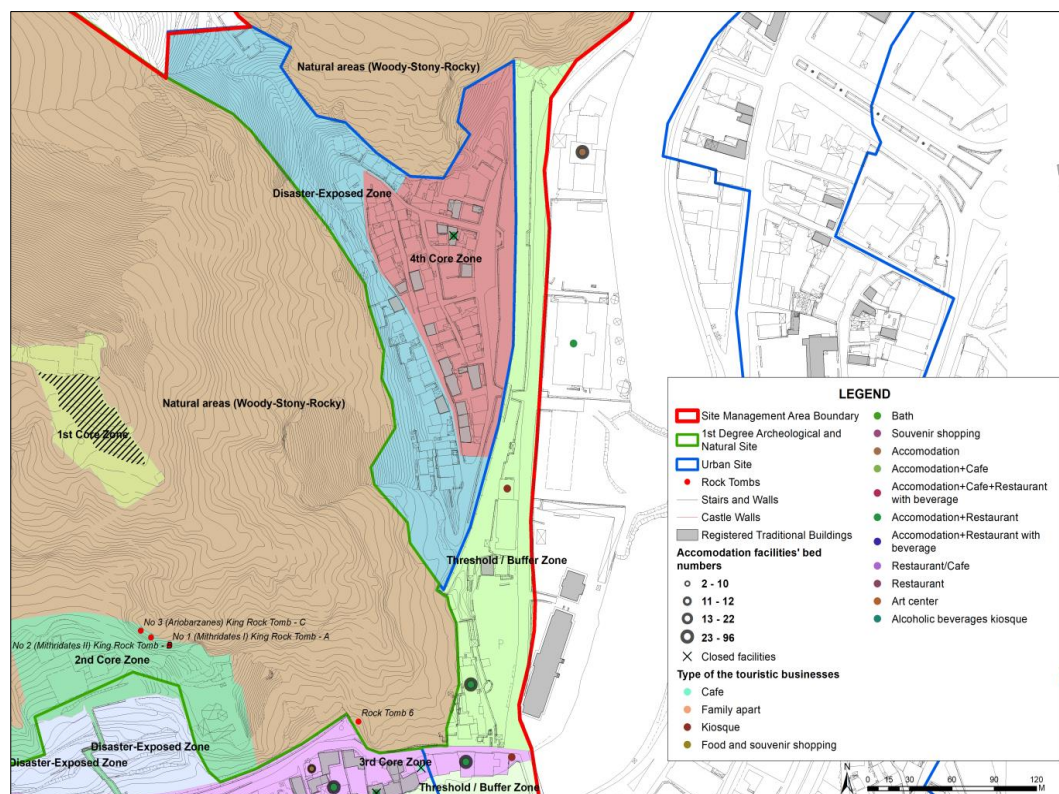 Natural areas (Woody-Stony-Rocky)
Disaster-Exposed Zone
4th Core Zone
Natural areas (Woody-Stony-Rocky)
1st Core Zone
Threshold / Buffer Zone
No 3 (Ariobarzanes) King Rock Tomb - C
No 1 (Mithridates I) King Rock Tomb - A
No 2 (Mithridates II) King Rock Tomb - B
2nd Core Zone
Rock Tomb 6
Disaster-Exposed Zone
Disaster-Exposed Zone
3rd Core Zone
Threshold / Buffer Zone
P
P
LEGEND
Site Management Area Boundary
1st Degree Archeological and
Natural Site
Urban Site
Rock Tombs
Stairs and Walls
Castle Walls
Registered Traditional Buildings
Accomodation facilities' bed
numbers
2 - 10
11 - 12
13 - 22
23 - 96
Closed facilities
Type of the touristic businesses
Cafe
Family apart
Kiosque
Food and souvenir shopping
Bath
Souvenir shopping
Accomodation
Accomodation+Cafe
Accomodation+Cafe+Restaurant
with beverage
Accomodation+Restaurant
Accomodation+Restaurant with
beverage
Restaurant/Cafe
Restaurant
Art center
Alcoholic beverages kiosque
N
0 15 30 60 90 120
M